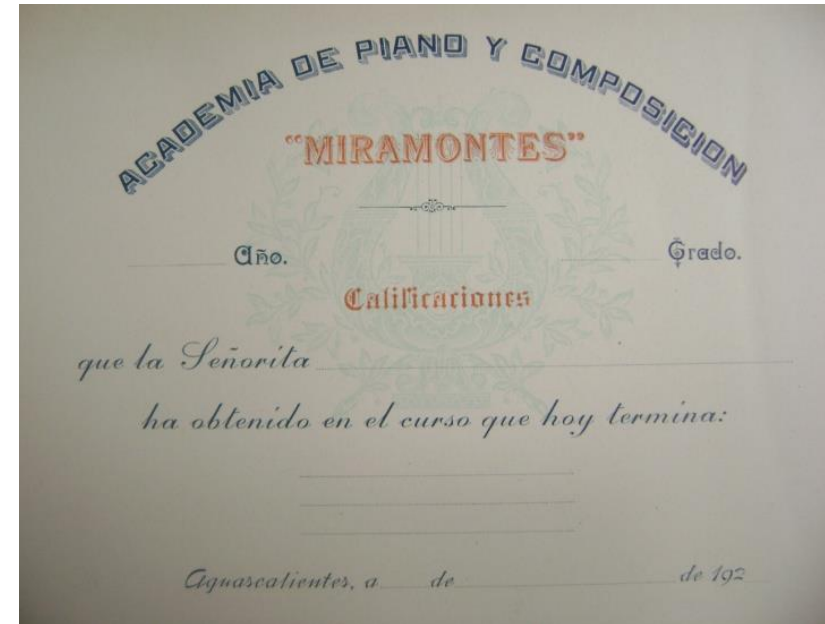 ACADEMIA DE PIANO Y COMPOSICION
"MIRAMONTES"
Año. Grado.
Calificaciones
que la Señorita
ha obtenido en el curso que hoy termina:
Aguascalientes, a de de 192